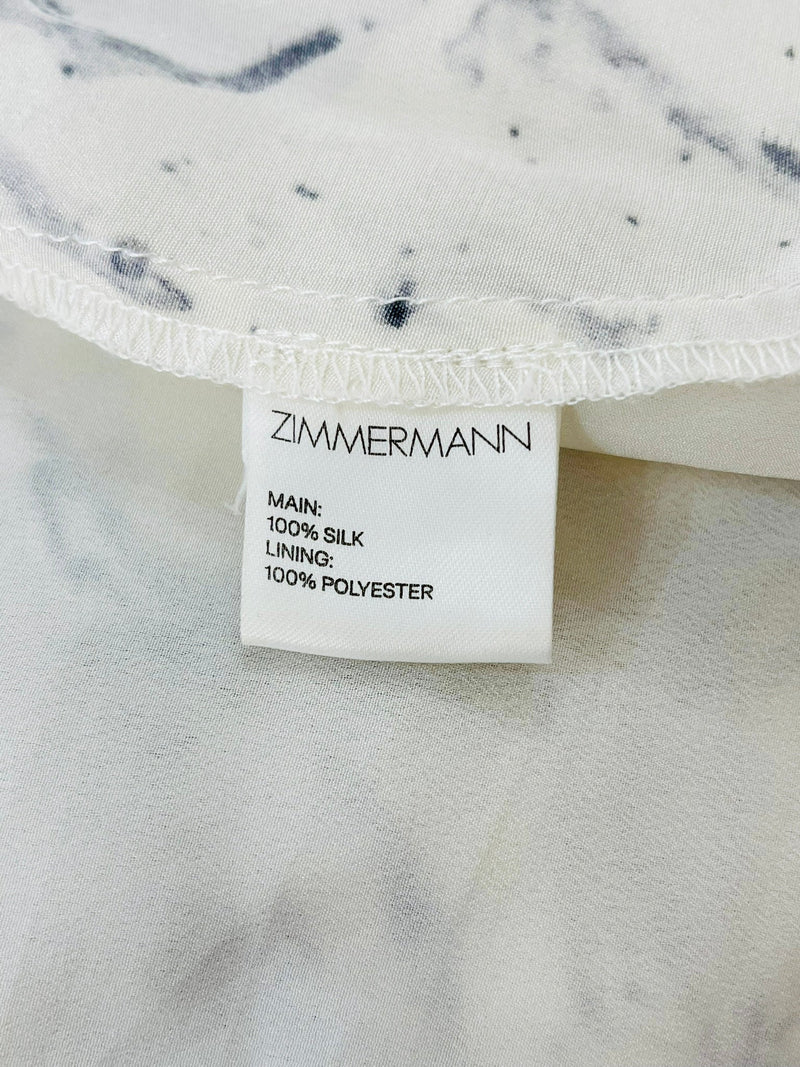 ZIMMERMANN
MAIN:
100% SILK
LINING:
100% POLYESTER